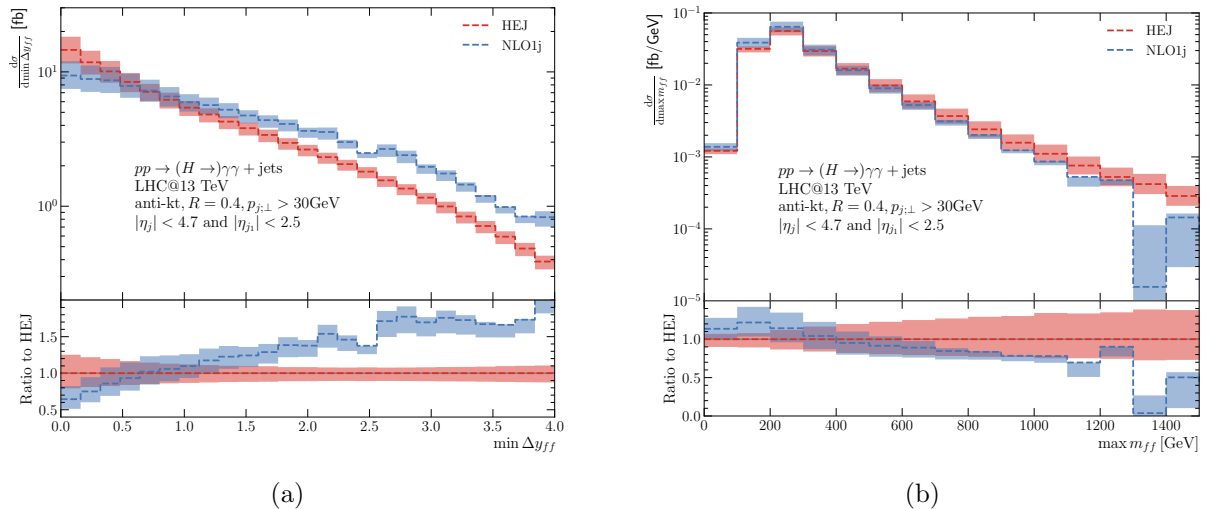 dσ/dmin Δy_ff [fb]
HEJ
NLO1j
10¹
10⁰
pp → (H →)γγ + jets
LHC@13 TeV
anti-kt, R = 0.4, p_j;⊥ > 30GeV
|η_j| < 4.7 and |η_j₁| < 2.5
Ratio to HEJ
1.5
1.0
0.5
0.0 0.5 1.0 1.5 2.0 2.5 3.0 3.5 4.0
min Δy_ff
(a)
dσ/dmax m_ff [fb/GeV]
HEJ
NLO1j
10⁻¹
10⁻²
10⁻³
10⁻⁴
10⁻⁵
pp → (H →)γγ + jets
LHC@13 TeV
anti-kt, R = 0.4, p_j;⊥ > 30GeV
|η_j| < 4.7 and |η_j₁| < 2.5
Ratio to HEJ
1.0
0.5
0.0
0 200 400 600 800 1000 1200 1400
max m_ff [GeV]
(b)